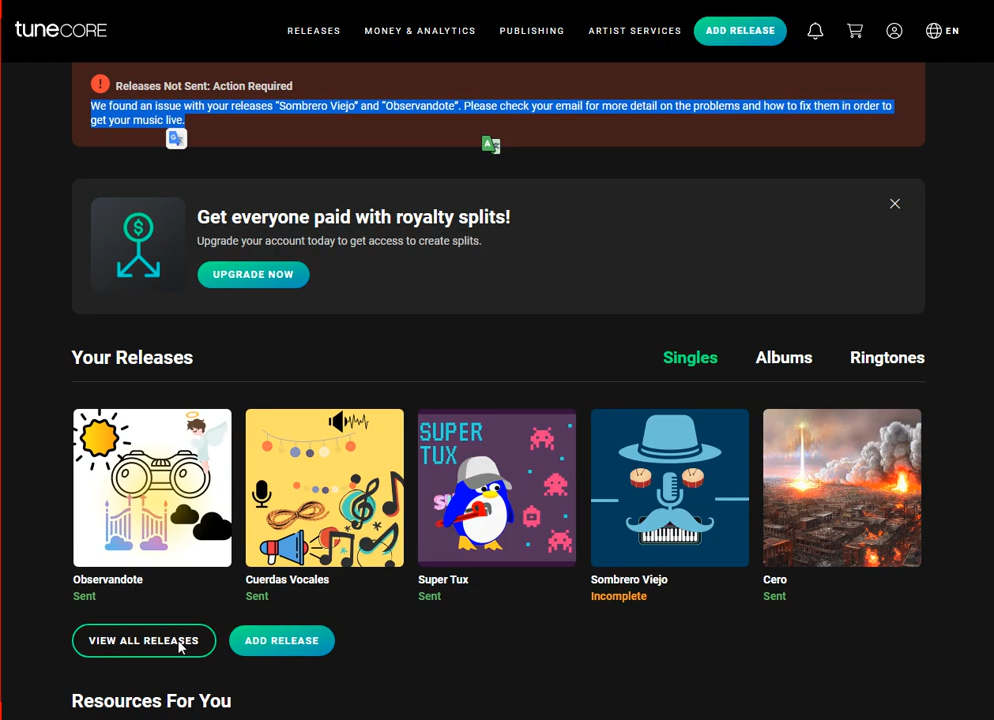 tunecore
RELEASES
MONEY & ANALYTICS
PUBLISHING
ARTIST SERVICES
ADD RELEASE
EN
! Releases Not Sent: Action Required
We found an issue with your releases “Sombrero Viejo” and “Observandote”. Please check your email for more detail on the problems and how to fix them in order to
get your music live.
G
A
$
Get everyone paid with royalty splits!
Upgrade your account today to get access to create splits.
UPGRADE NOW
Your Releases
Singles
Albums
Ringtones
SUPER
TUX
Observandote
Sent
Cuerdas Vocales
Sent
Super Tux
Sent
Sombrero Viejo
Incomplete
Cero
Sent
VIEW ALL RELEASES
ADD RELEASE
Resources For You